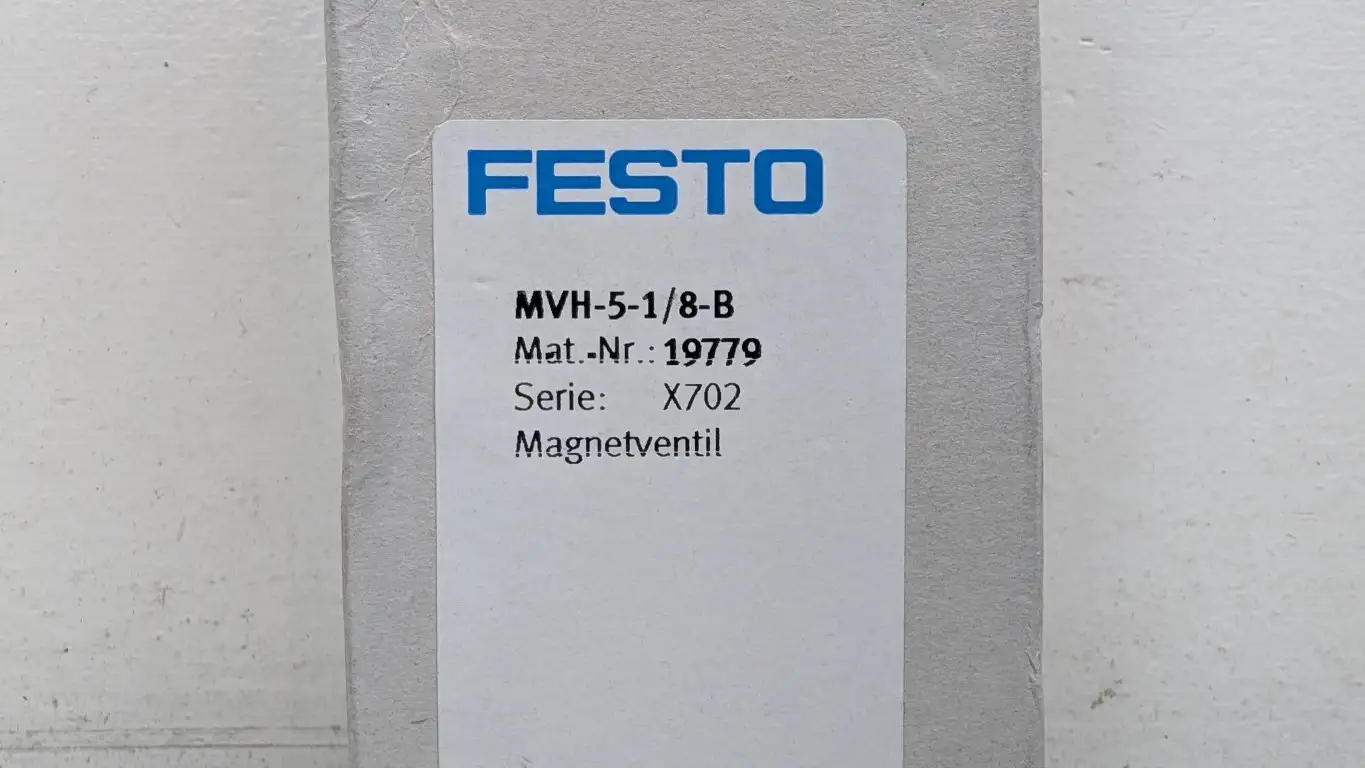 FESTO
MVH-5-1/8-B
Mat.-Nr.: 19779
Serie: X702
Magnetventil